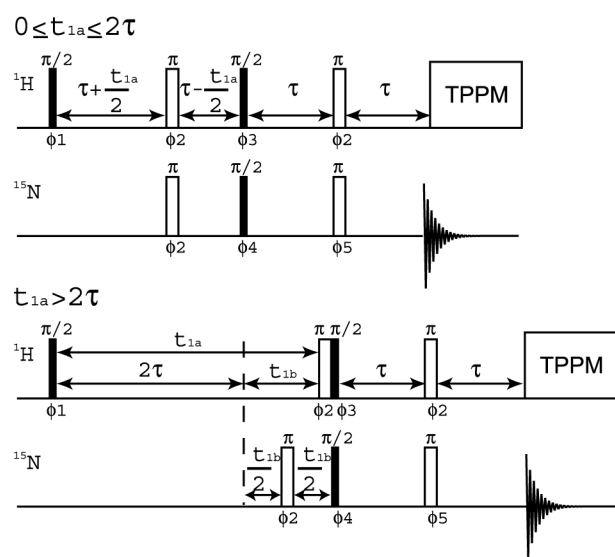 0≤t1a≤2τ
π/2 π π/2 π
1H τ+t1a/2 τ-t1a/2 τ τ TPPM
ϕ1 ϕ2 ϕ3 ϕ2
π π/2 π
15N
ϕ2 ϕ4 ϕ5
t1a>2τ
π/2 π π/2 π
1H t1a TPPM
2τ t1b τ τ
ϕ1 ϕ2 ϕ3 ϕ2
π π/2 π
15N t1b/2 t1b/2
ϕ2 ϕ4 ϕ5